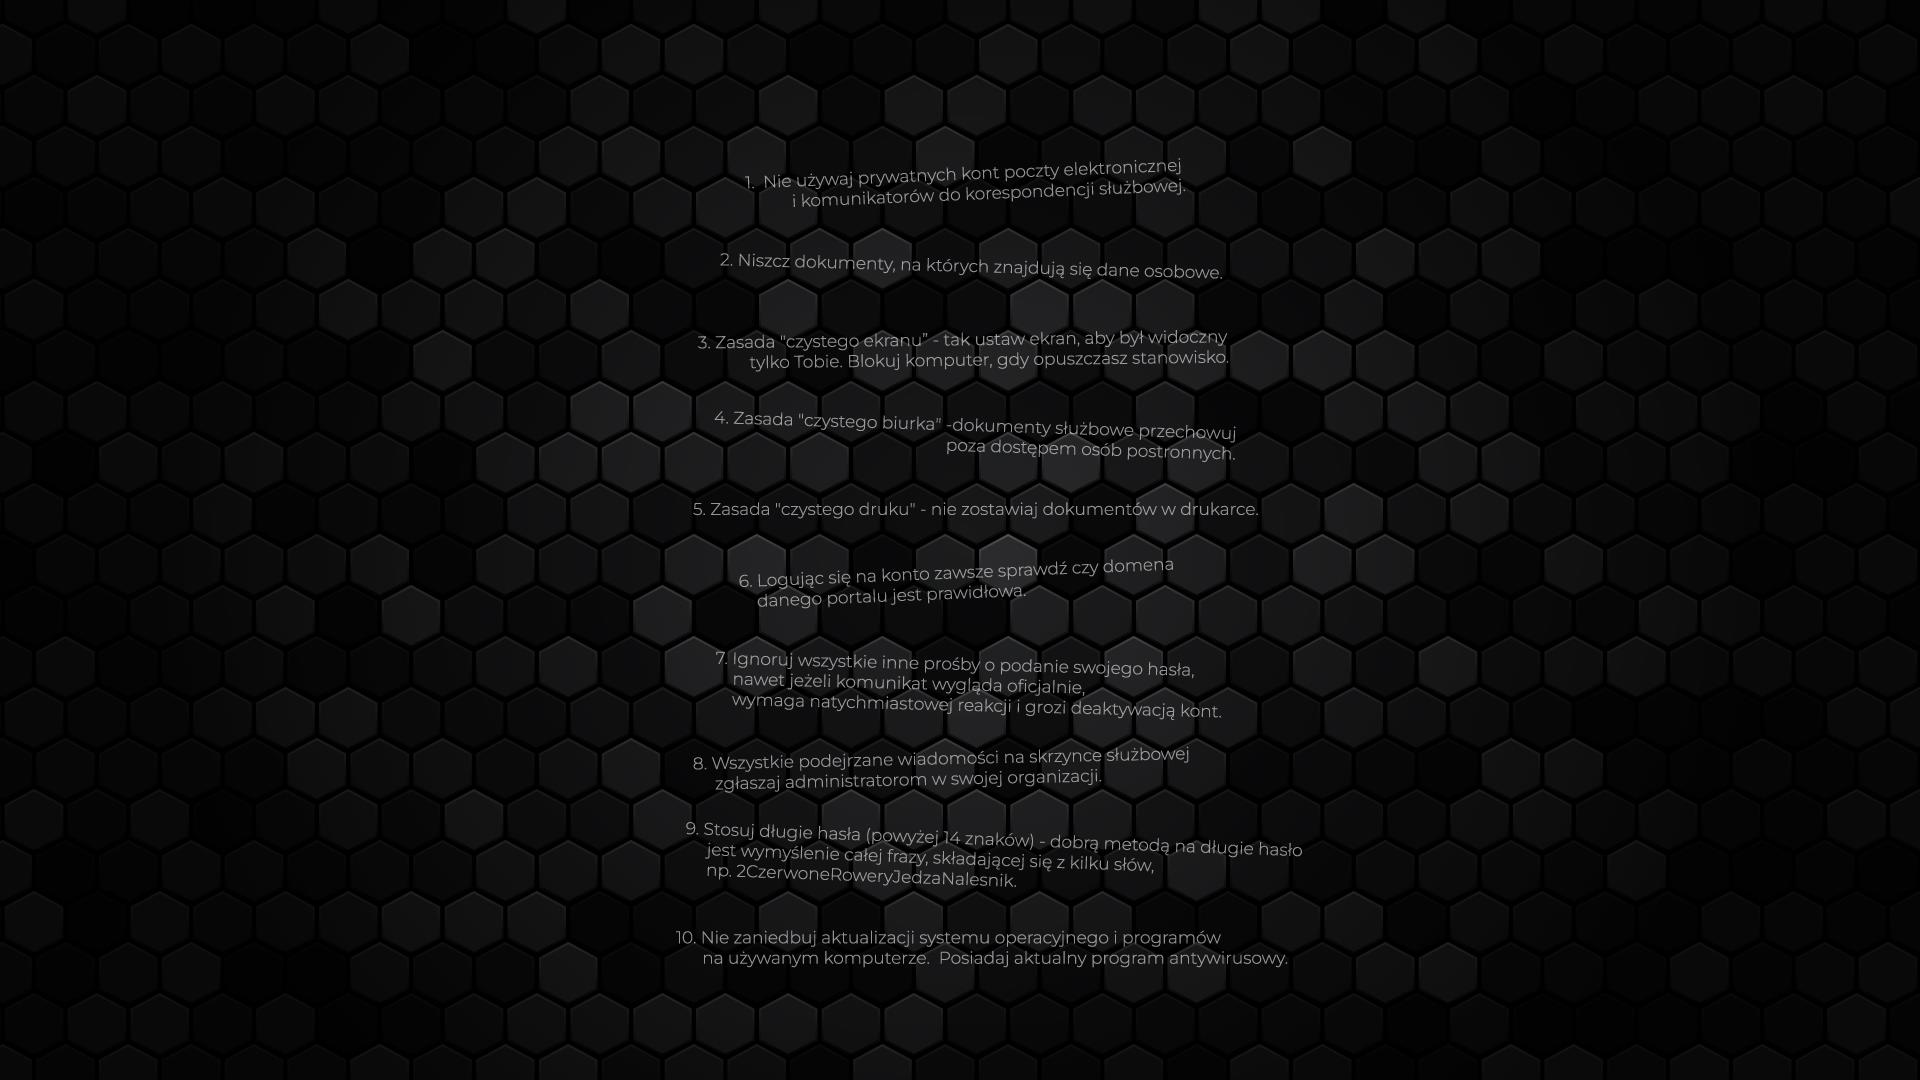 1. Nie używaj prywatnych kont poczty elektronicznej
i komunikatorów do korespondencji służbowej.
2. Niszcz dokumenty, na których znajdują się dane osobowe.
3. Zasada "czystego ekranu" - tak ustaw ekran, aby był widoczny
tylko Tobie. Blokuj komputer, gdy opuszczasz stanowisko.
4. Zasada "czystego biurka" -dokumenty służbowe przechowuj
poza dostępem osób postronnych.
5. Zasada "czystego druku" - nie zostawiaj dokumentów w drukarce.
6. Logując się na konto zawsze sprawdź czy domena
danego portalu jest prawidłowa.
7. Ignoruj wszystkie inne prośby o podanie swojego hasła,
nawet jeżeli komunikat wygląda oficjalnie,
wymaga natychmiastowej reakcji i grozi deaktywacją kont.
8. Wszystkie podejrzane wiadomości na skrzynce służbowej
zgłaszaj administratorom w swojej organizacji.
9. Stosuj długie hasła (powyżej 14 znaków) - dobrą metodą na długie hasło
jest wymyślenie całej frazy, składającej się z kilku słów,
np. 2CzerwoneRoweryJedzaNalesnik.
10. Nie zaniedbuj aktualizacji systemu operacyjnego i programów
na używanym komputerze. Posiadaj aktualny program antywirusowy.